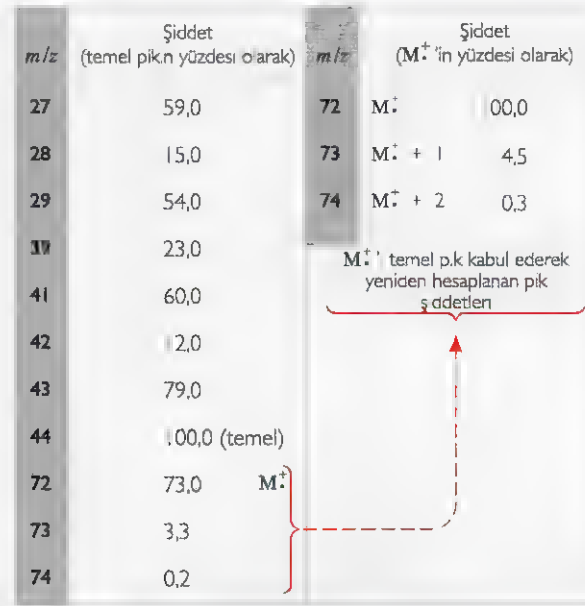 Şiddet
m/z (temel pik.n yüzdesi olarak)
27 59,0
28 15,0
29 54,0
39 23,0
41 60,0
42 12,0
43 79,0
44 100,0 (temel)
72 73,0 M⁺·
73 3,3
74 0,2
Şiddet
m/z (M⁺· 'in yüzdesi olarak)
72 M⁺· 100,0
73 M⁺· + 1 4,5
74 M⁺· + 2 0,3
M⁺·'ı temel p.k kabul ederek
yeniden hesaplanan pik
şiddetleri